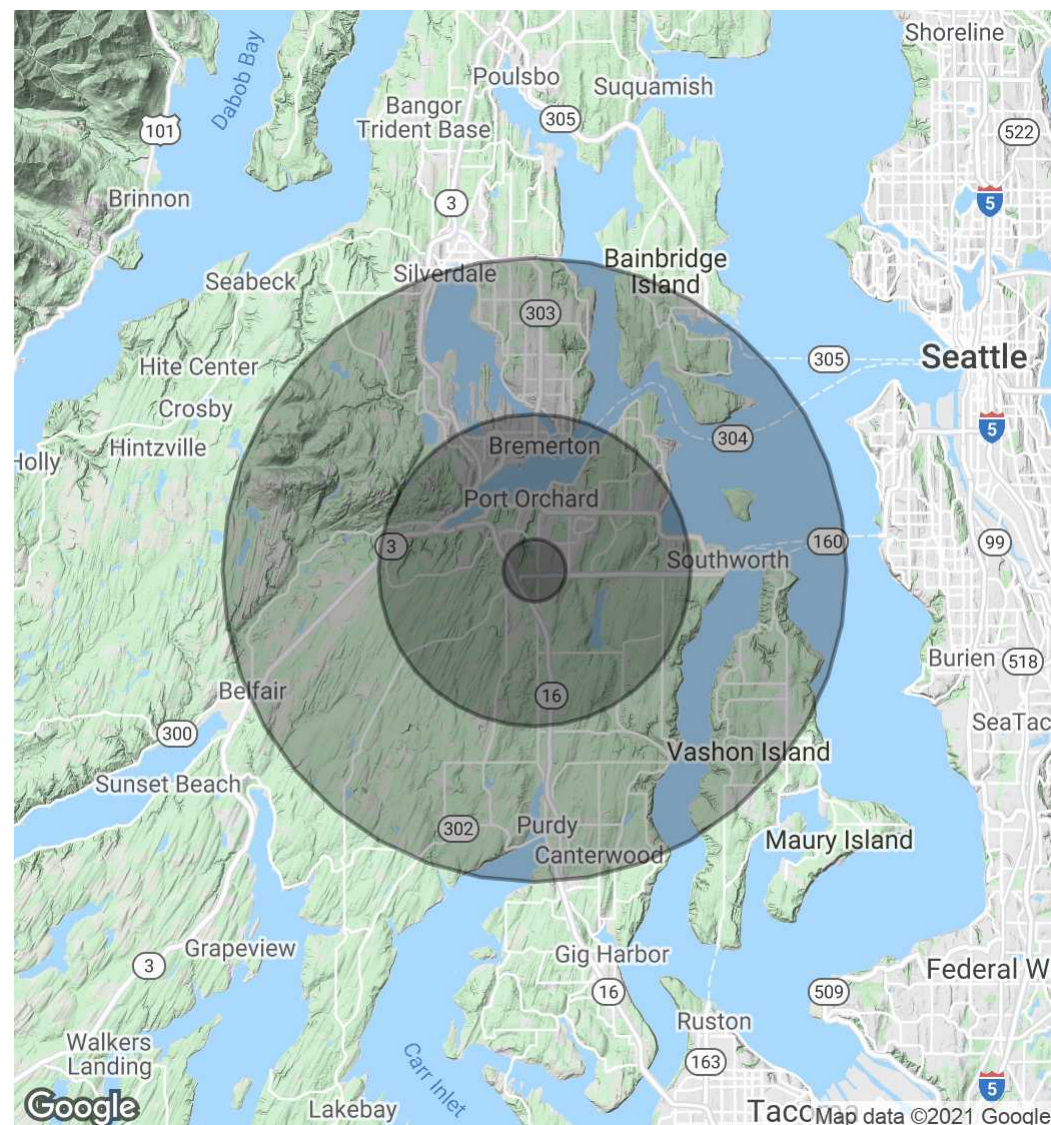 Shoreline
Dabob Bay
Poulsbo
Suquamish
Bangor
Trident Base
305
101
522
Brinnon
3
5
Bainbridge
Island
Seabeck
Silverdale
303
305
Seattle
Hite Center
Crosby
304
5
Hintzville
Bremerton
Holly
Port Orchard
3
160
99
Southworth
Burien
518
Belfair
16
300
SeaTac
Vashon Island
Sunset Beach
302
Purdy
Maury Island
Canterwood
Grapeview
Gig Harbor
3
16
509
Federal W
Ruston
Walkers
Landing
163
Carr Inlet
5
Google
Lakebay
Map data ©2021 Google